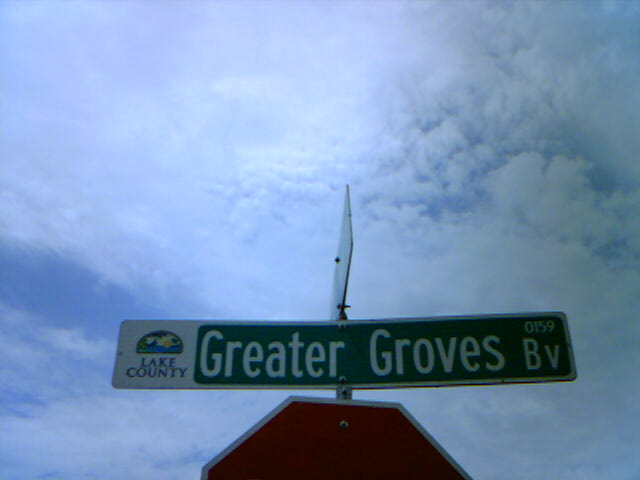 LAKE
COUNTY
Greater Groves Bv
0159